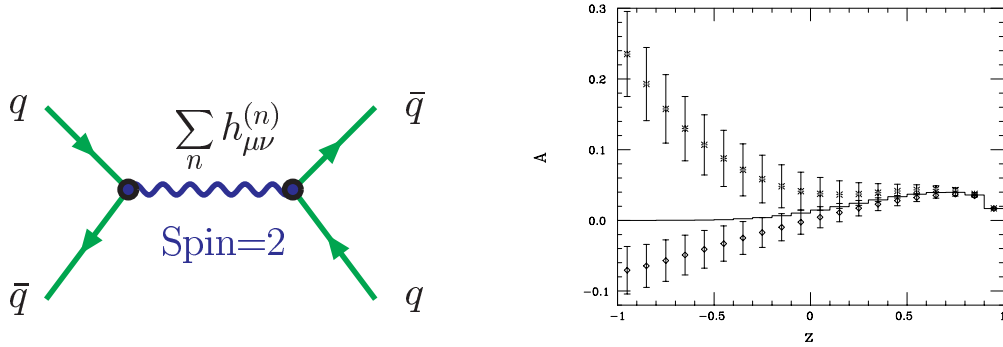 q
q̄
∑ h_{μν}^{(n)}
n
Spin=2
q̄
q
A
0.3
0.2
0.1
0.0
−0.1
−1
−0.5
0
0.5
1
z